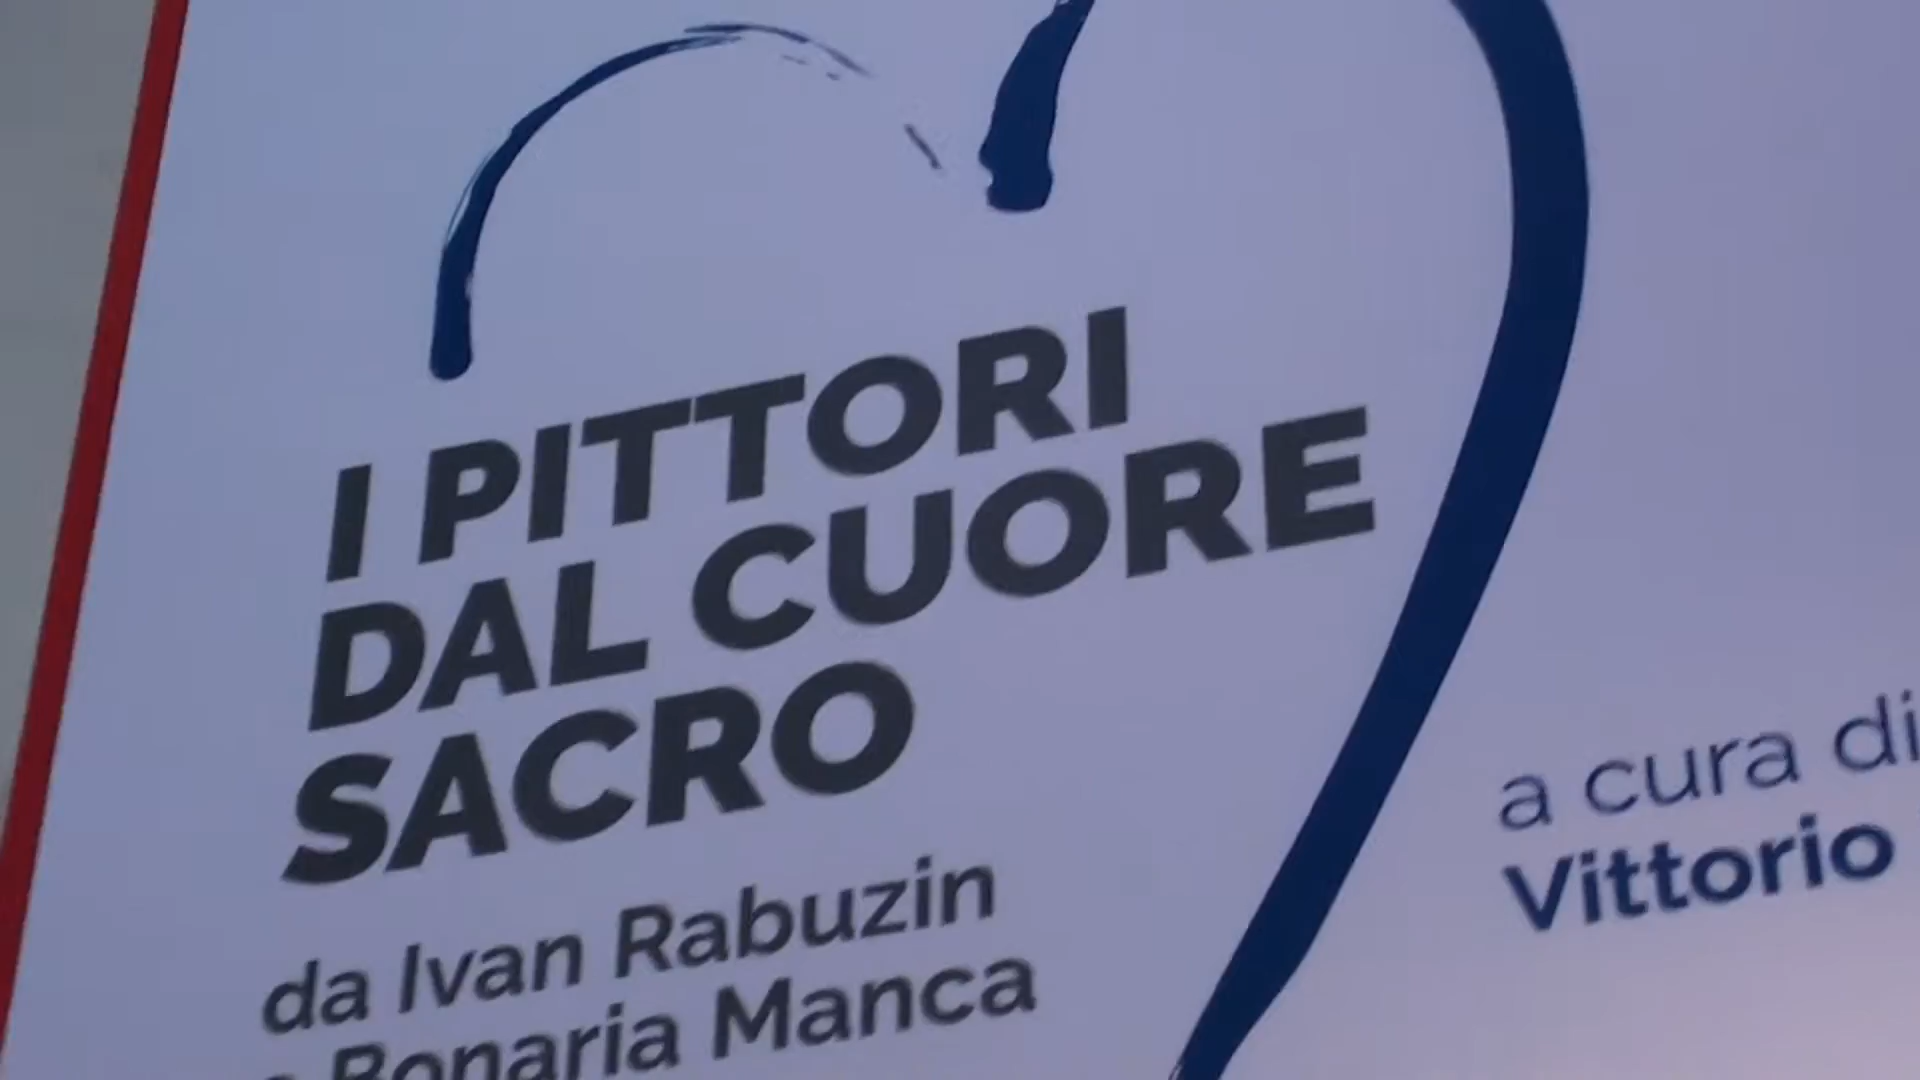 I PITTORI
DAL CUORE
SACRO
da Ivan Rabuzin
a Bonaria Manca
a cura di
Vittorio